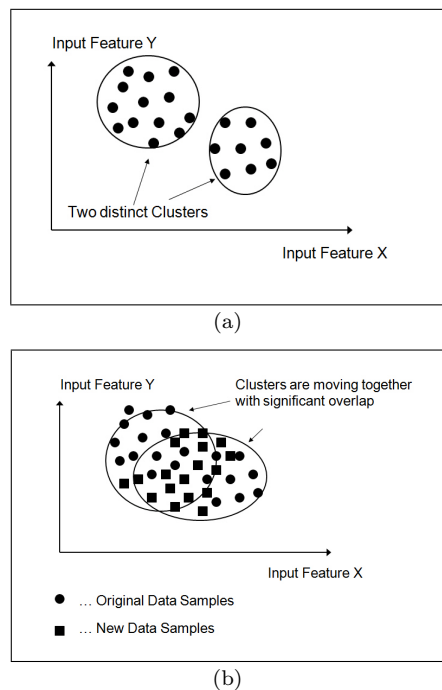 Input Feature Y
Two distinct Clusters
Input Feature X
(a)
Input Feature Y
Clusters are moving together
with significant overlap
Input Feature X
... Original Data Samples
... New Data Samples
(b)